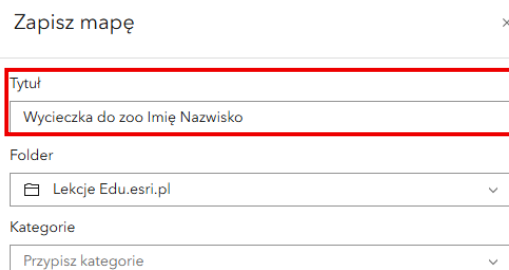 Zapisz mapę
Tytuł
Wycieczka do zoo Imię Nazwisko
Folder
Lekcje Edu.esri.pl
Kategorie
Przypisz kategorie